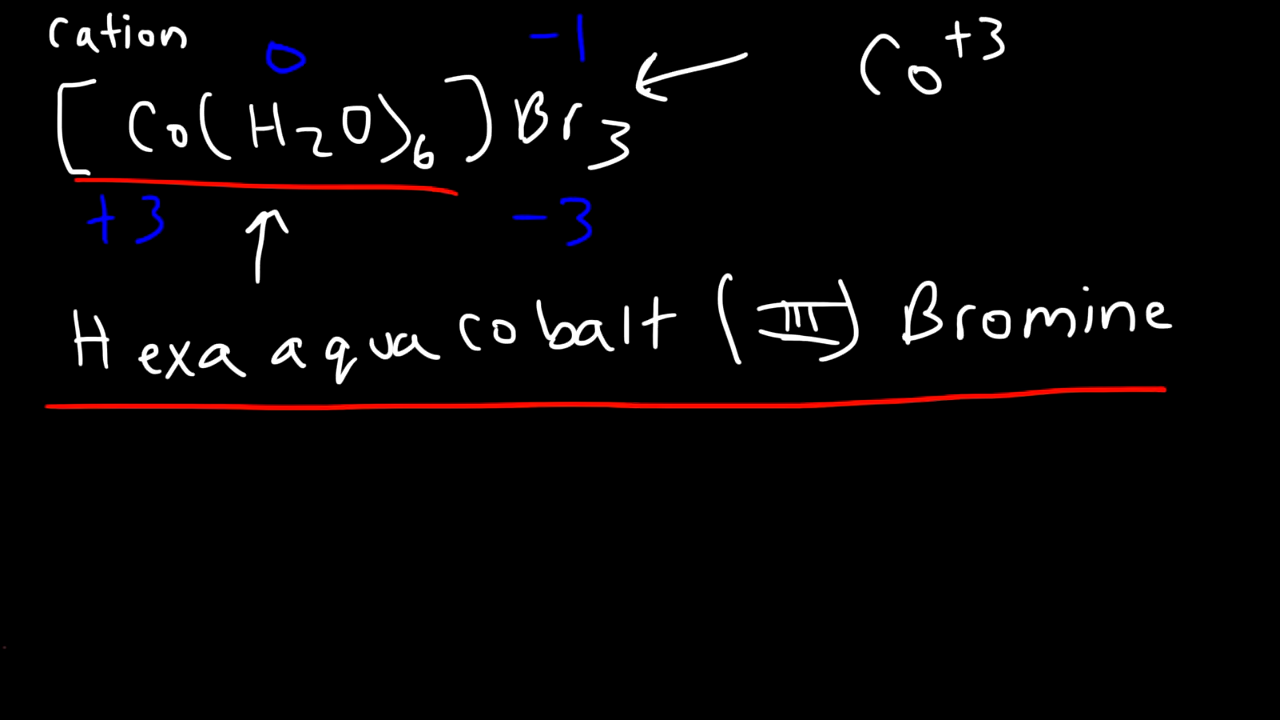 cation
0 -1 Co⁺³
[Co(H₂O)₆]Br₃
+3 -3
Hexaaquacobalt (III) Bromine